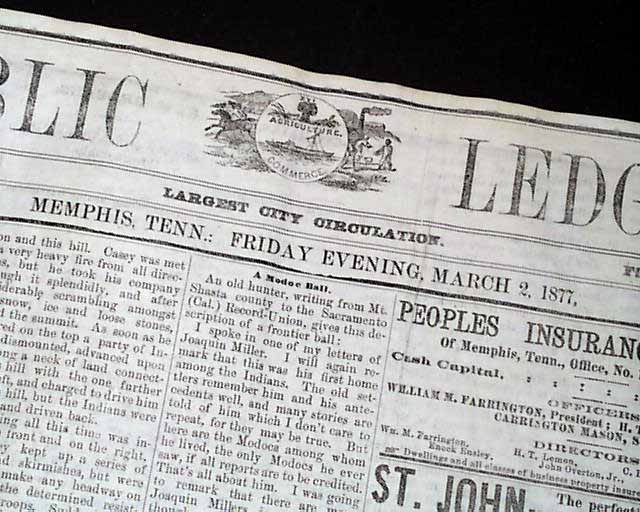 BLIC LEDG
AGRICULTURE.
COMMERCE.
LARGEST CITY CIRCULATION.
MEMPHIS, TENN.: FRIDAY EVENING, MARCH 2, 1877,
on and this hill. Casey was met
a very heavy fire from all direc-
s, but he took his company
gh it splendidly, and after
iderable scrambling amongst
snow, ice and loose stones,
d the summit. As soon as he
red on the top a party of In-
dismounted, advanced upon
ng a neck of land connect-
hill with the one further
eft, and charged to drive him
hill, but the Indians were
and driven back.
ing all this time was in-
front and on the right,
y kept up a series of
d skirmishes, but were
make any headway on
the determined resist-
roops.
A Modoc Ball.
An old hunter, writing from Mt.
Shasta county to the Sacramento
(Cal.) Record-Union, gives this de-
scription of a frontier ball:
I spoke in one of my letters of
Joaquin Miller. I will again re-
mark that this was his first home
among the Indians. The old set-
tlers remember him and his ante-
cedents well, and many stories are
told of him which I don't care to
repeat, for they may be true. But
here are the Modocs among whom
he lived, the only Modocs he ever
saw, if all reports to be credited.
That's all about him. I was going
to remark that there are
Joaquin Millers
PEOPLES INSURANC
Of Memphis, Tenn., Office, No.
Cash Capital, : : : :
OFFICERS
WILLIAM M. FARRINGTON, President; H. T.
CARRINGTON MASON, S
DIRECTORS
Wm. M. Farrington, H. T. Lemon, C.
Enock Ensley, John Overton, Jr.,
Dwellings and all classes of business property insur
ST. JOHN
The perfect